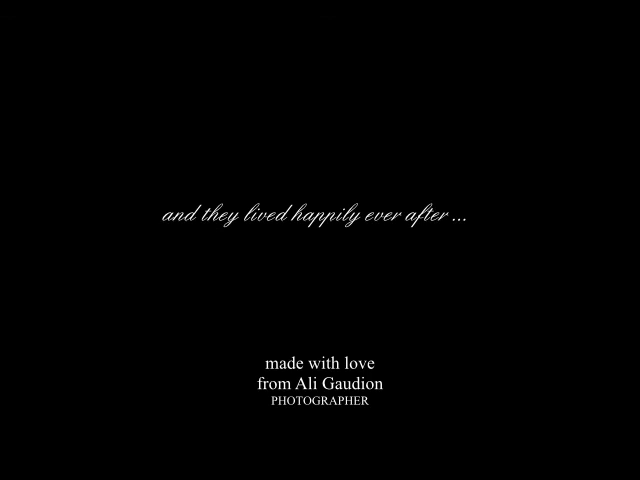 and they lived happily ever after ...
made with love
from Ali Gaudion
PHOTOGRAPHER